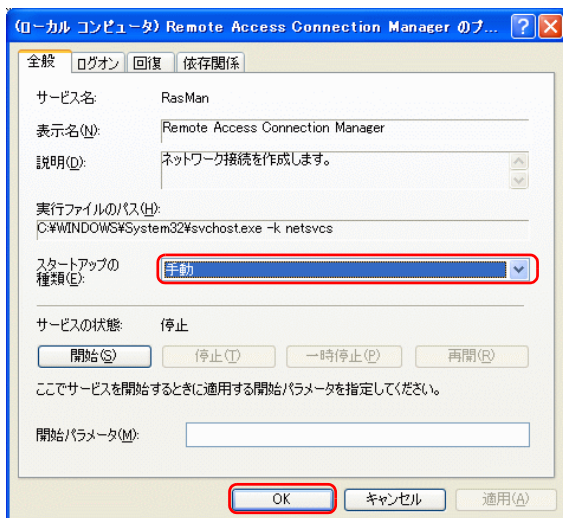 (ローカル コンピュータ) Remote Access Connection Manager のプ...
全般 ログオン 回復 依存関係
サービス名: RasMan
表示名(N): Remote Access Connection Manager
説明(D): ネットワーク接続を作成します。
実行ファイルのパス(H):
C:¥WINDOWS¥System32¥svchost.exe -k netsvcs
スタートアップの
種類(E): 手動
サービスの状態: 停止
開始(S) 停止(T) 一時停止(P) 再開(R)
ここでサービスを開始するときに適用する開始パラメータを指定してください。
開始パラメータ(M):
OK キャンセル 適用(A)